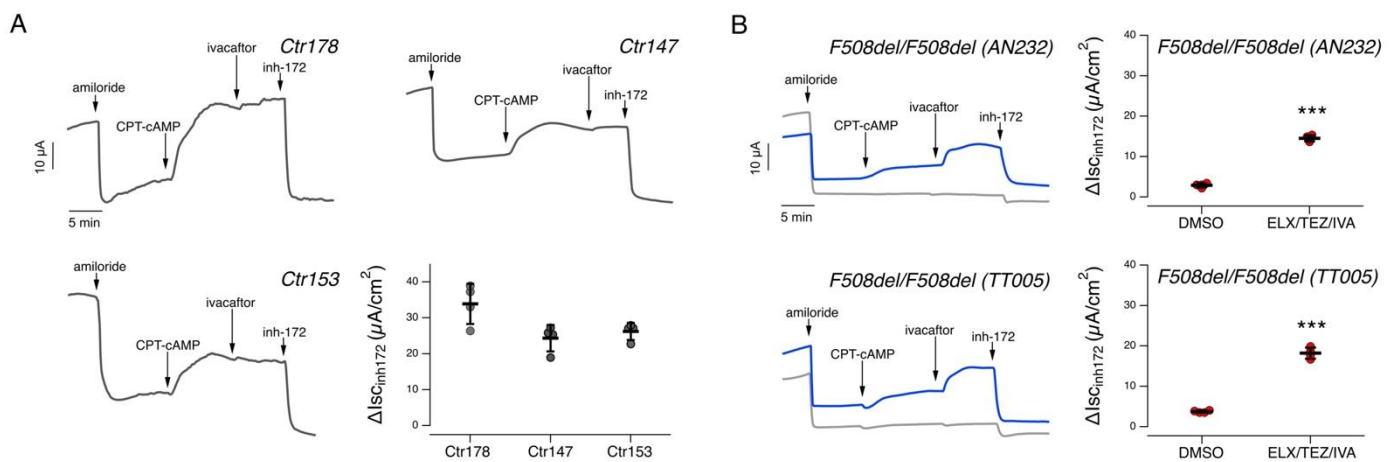 A
Ctr178
amiloride
CPT-cAMP
ivacaftor
inh-172
10 µA
5 min
Ctr147
amiloride
CPT-cAMP
ivacaftor
inh-172
Ctr153
amiloride
CPT-cAMP
ivacaftor
inh-172
ΔIscinh172 (µA/cm2)
40
30
20
10
0
Ctr178 Ctr147 Ctr153
B
F508del/F508del (AN232)
amiloride
CPT-cAMP
ivacaftor
inh-172
10 µA
5 min
F508del/F508del (AN232)
ΔIscinh172 (µA/cm2)
40
30
20
10
0
***
DMSO ELX/TEZ/IVA
F508del/F508del (TT005)
amiloride
CPT-cAMP
ivacaftor
inh-172
F508del/F508del (TT005)
ΔIscinh172 (µA/cm2)
40
30
20
10
0
***
DMSO ELX/TEZ/IVA